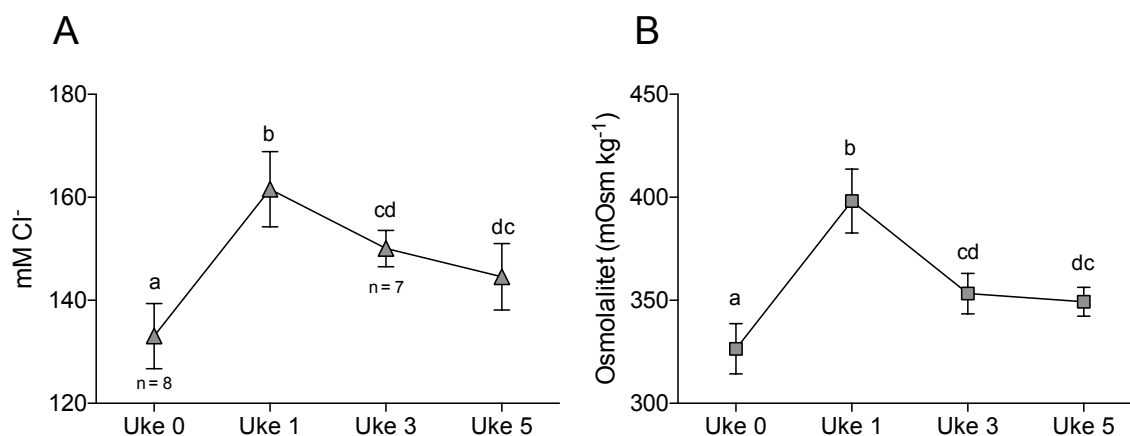 A
mM Cl⁻
180
160
140
120
a
b
cd
dc
n = 8
n = 7
Uke 0 Uke 1 Uke 3 Uke 5
B
Osmolalitet (mOsm kg⁻¹)
450
400
350
300
a
b
cd
dc
Uke 0 Uke 1 Uke 3 Uke 5